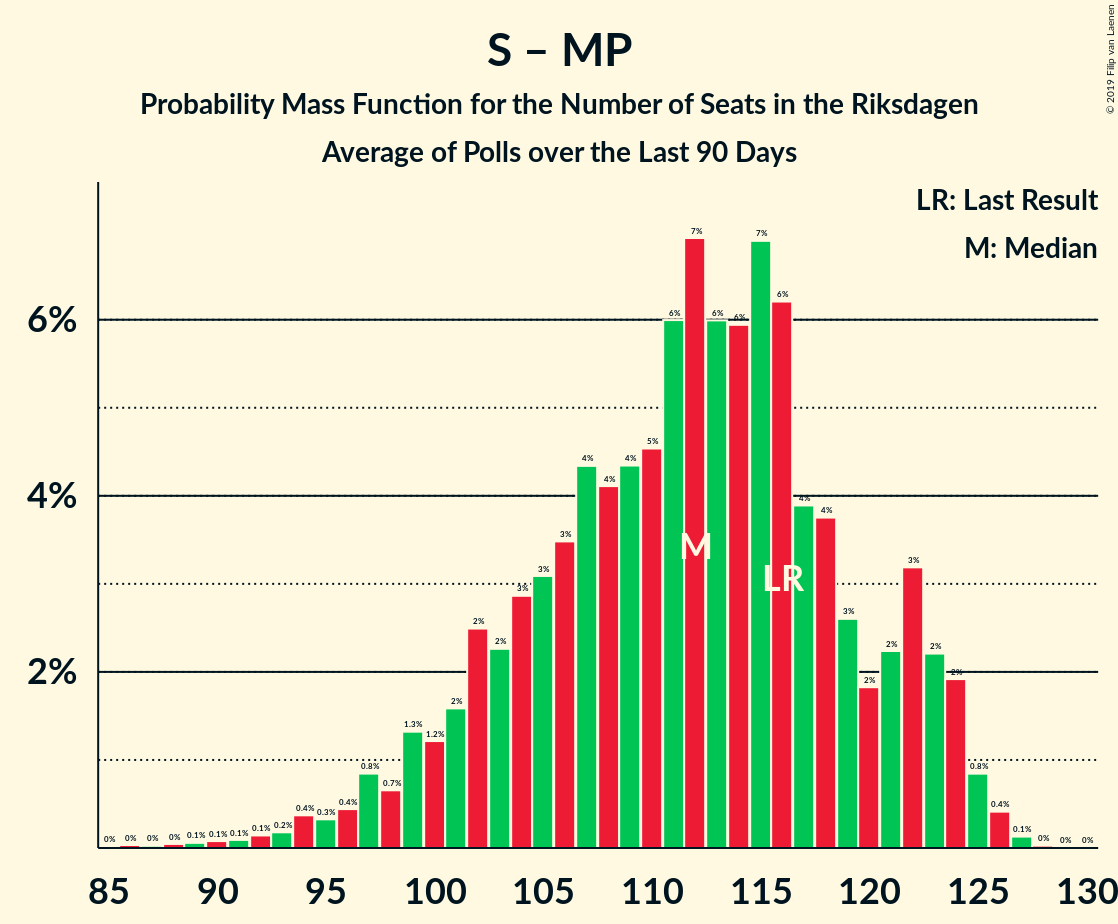 S – MP
Probability Mass Function for the Number of Seats in the Riksdagen
Average of Polls over the Last 90 Days
© 2019 Filip van Laenen
LR: Last Result
M: Median
6%
4%
2%
0% 0% 0% 0% 0.1% 0.1% 0.1% 0.1% 0.2% 0.4% 0.3% 0.4% 0.8% 0.7% 1.3% 1.2% 2% 2% 2% 3% 3% 3% 4% 4% 4% 5% 6% 7% 6% 6% 7% 6% 4% 4% 3% 2% 2% 3% 2% 2% 0.8% 0.4% 0.1% 0% 0% 0%
M
LR
85 90 95 100 105 110 115 120 125 130